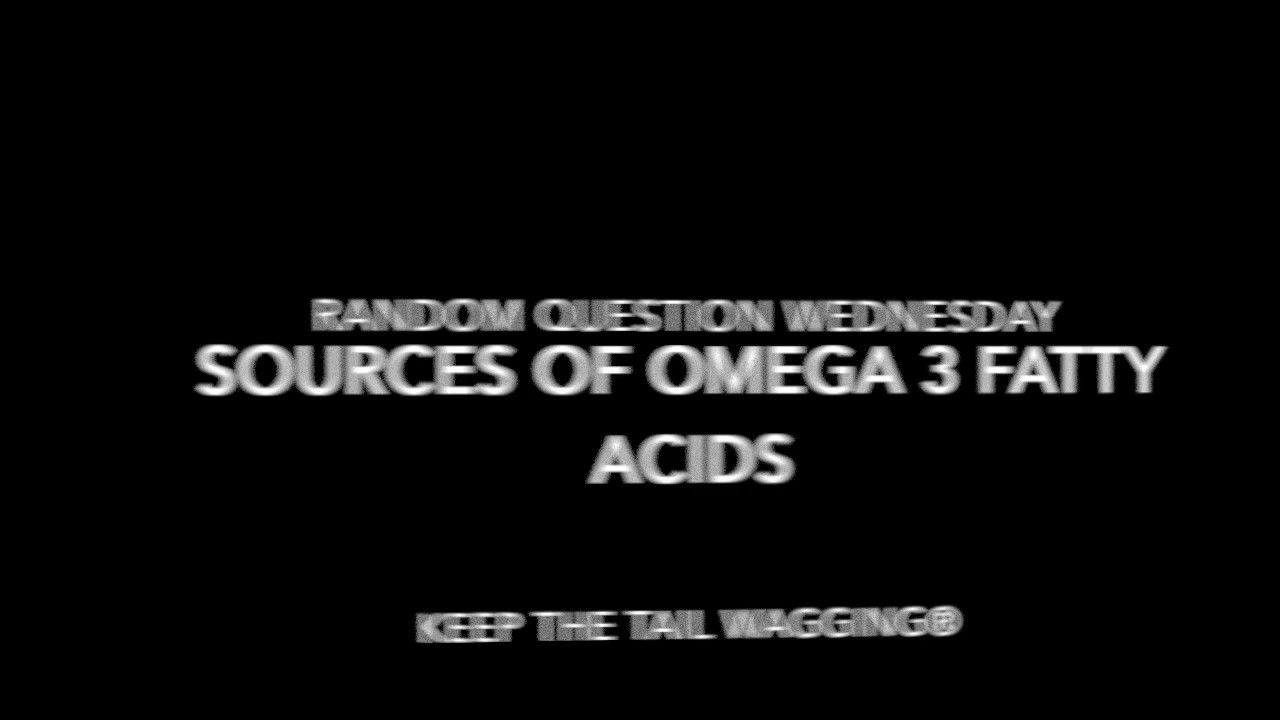 RANDOM QUESTION WEDNESDAY
SOURCES OF OMEGA 3 FATTY
ACIDS
KEEP THE TAIL WAGGING®